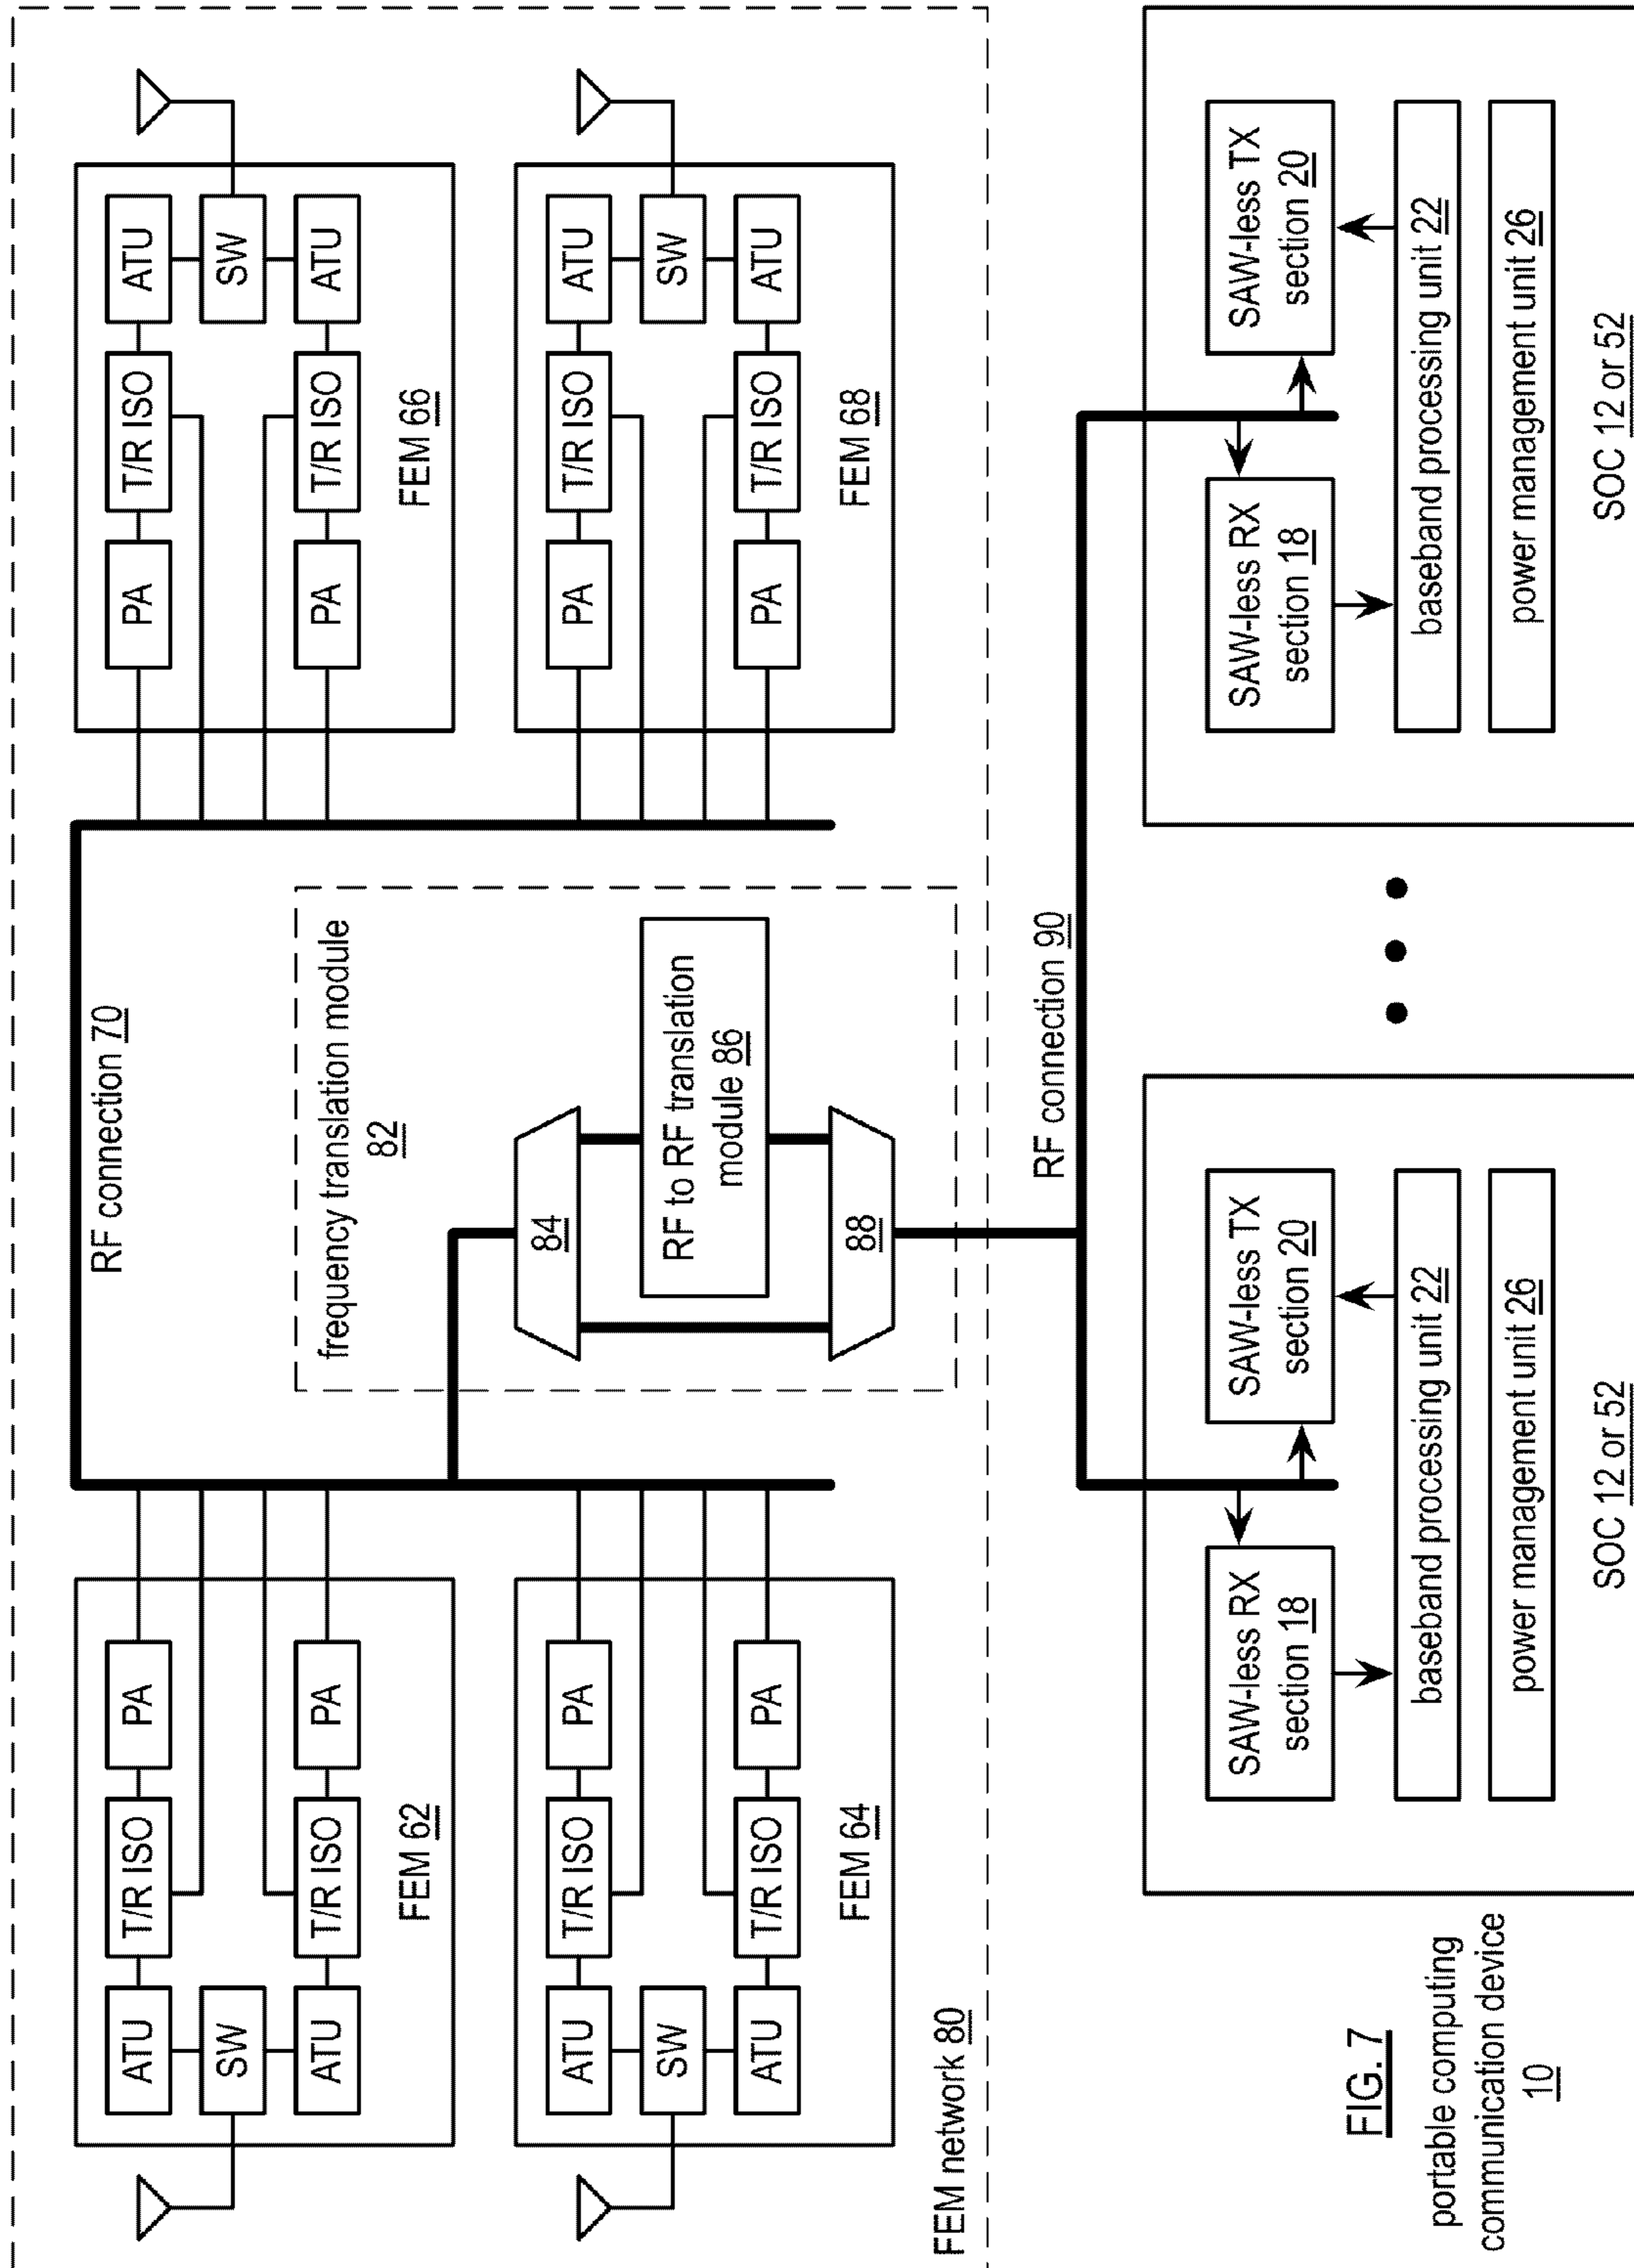 ATU
T/R ISO
PA
SW
ATU
T/R ISO
PA
FEM 62
RF connection 70
PA
T/R ISO
ATU
SW
PA
T/R ISO
ATU
FEM 66
ATU
T/R ISO
PA
SW
ATU
T/R ISO
PA
FEM 64
frequency translation module
82
84
RF to RF translation
module 86
88
PA
T/R ISO
ATU
SW
PA
T/R ISO
ATU
FEM 68
FEM network 80
RF connection 90
SAW-less RX
section 18
SAW-less TX
section 20
baseband processing unit 22
power management unit 26
SOC 12 or 52
SAW-less RX
section 18
SAW-less TX
section 20
baseband processing unit 22
power management unit 26
SOC 12 or 52
FIG. 7
portable computing
communication device
10